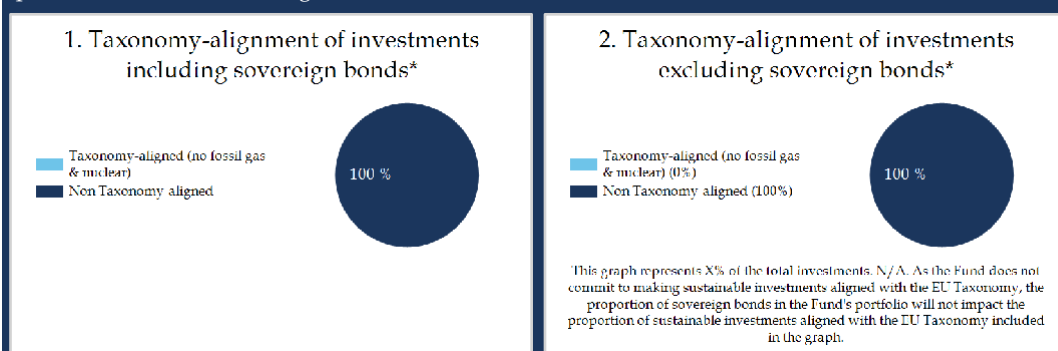 1. Taxonomy-alignment of investments
including sovereign bonds*
Taxonomy-aligned (no fossil gas
& nuclear)
Non Taxonomy-aligned
100 %
2. Taxonomy-alignment of investments
excluding sovereign bonds*
Taxonomy-aligned (no fossil gas
& nuclear) (0%)
Non Taxonomy-aligned (100%)
100 %
This graph represents X% of the total investments. N/A. As the Fund does not
commit to making sustainable investments aligned with the EU Taxonomy, the
proportion of sovereign bonds in the Fund's portfolio will not impact the
proportion of sustainable investments aligned with the EU Taxonomy included
in the graph.